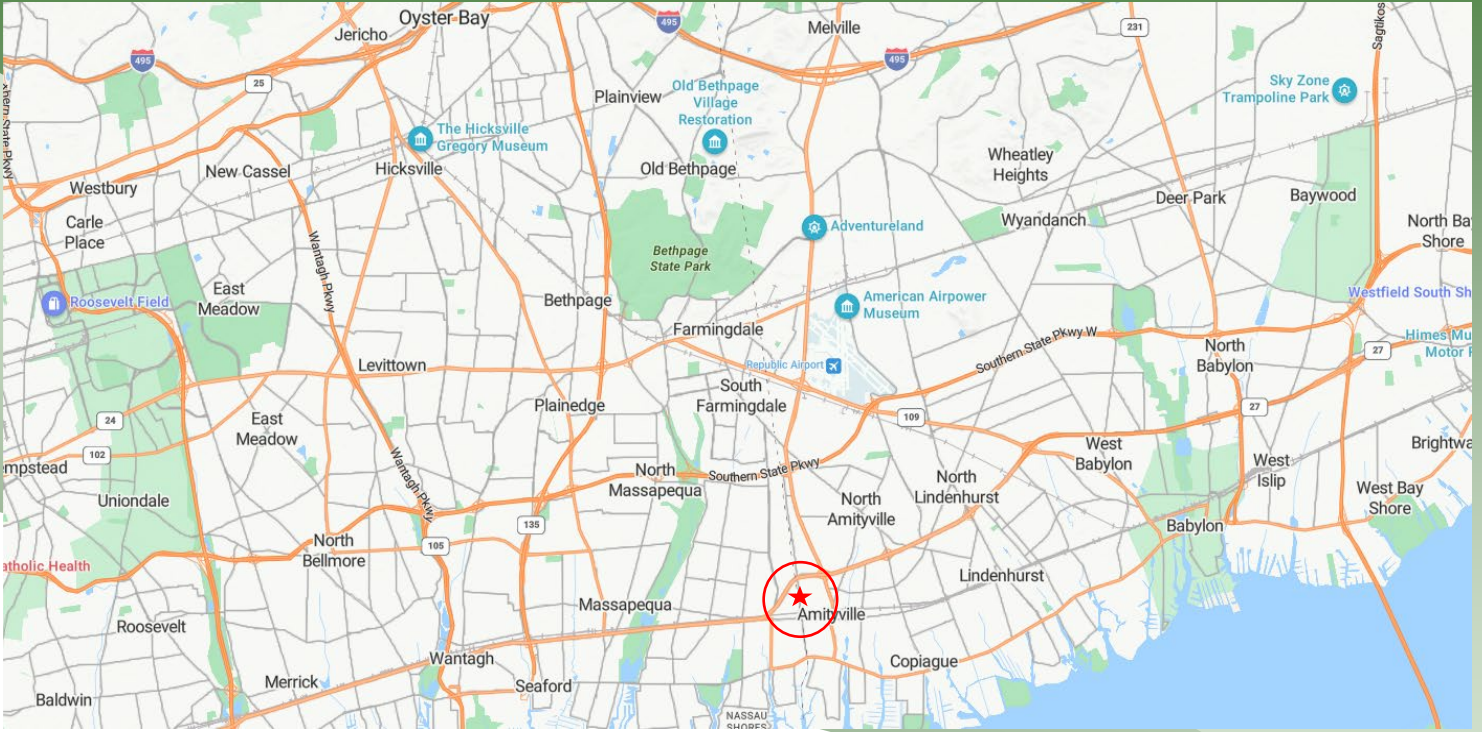 Oyster Bay
Jericho
495
Melville
231
Sagtikos
495
495
25
Plainview
Old Bethpage
Village
Restoration
Sky Zone
Trampoline Park
The Hicksville
Gregory Museum
New Cassel
Hicksville
Old Bethpage
Wheatley
Heights
Westbury
Deer Park
Baywood
Carle
Place
Wyandanch
North Ba
Shore
Adventureland
Wantagh Pkwy
Bethpage
State Park
East
Meadow
Roosevelt Field
Bethpage
American Airpower
Museum
Westfield South Sh
Farmingdale
Southern State Pkwy W
Himes Mu
Motor
27
North
Babylon
Levittown
Republic Airport
South
Farmingdale
Plainedge
24
East
Meadow
109
27
102
empstead
Wantagh Pkwy
West
Babylon
Brightwa
North
Massapequa
Southern State Pkwy
West
Islip
North
Lindenhurst
Uniondale
North
Amityville
West Bay
Shore
135
Babylon
105
North
Bellmore
atholic Health
Lindenhurst
Massapequa
Amityville
Roosevelt
Wantagh
Copiague
Merrick
Seaford
Baldwin
NASSAU
SHORES